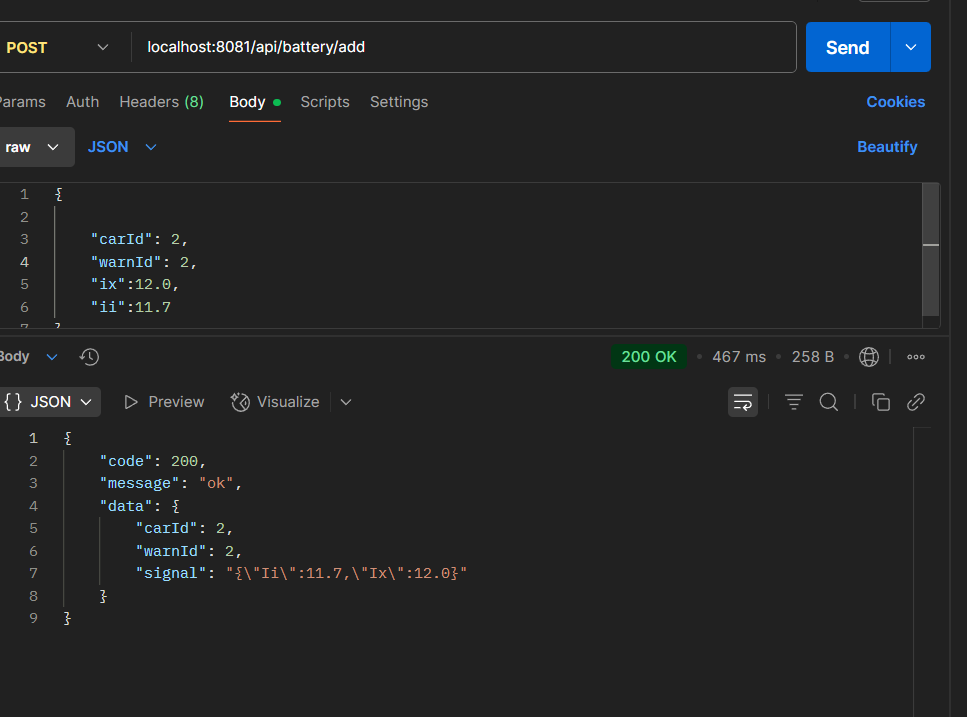 POST localhost:8081/api/battery/add Send
Params Auth Headers (8) Body Scripts Settings Cookies
raw JSON Beautify
1 {
2
3 "carId": 2,
4 "warnId": 2,
5 "ix":12.0,
6 "ii":11.7
7 }
Body 200 OK • 467 ms • 258 B •
{} JSON Preview Visualize
1 {
2 "code": 200,
3 "message": "ok",
4 "data": {
5 "carId": 2,
6 "warnId": 2,
7 "signal": "{\"Ii\":11.7,\"Ix\":12.0}"
8 }
9 }